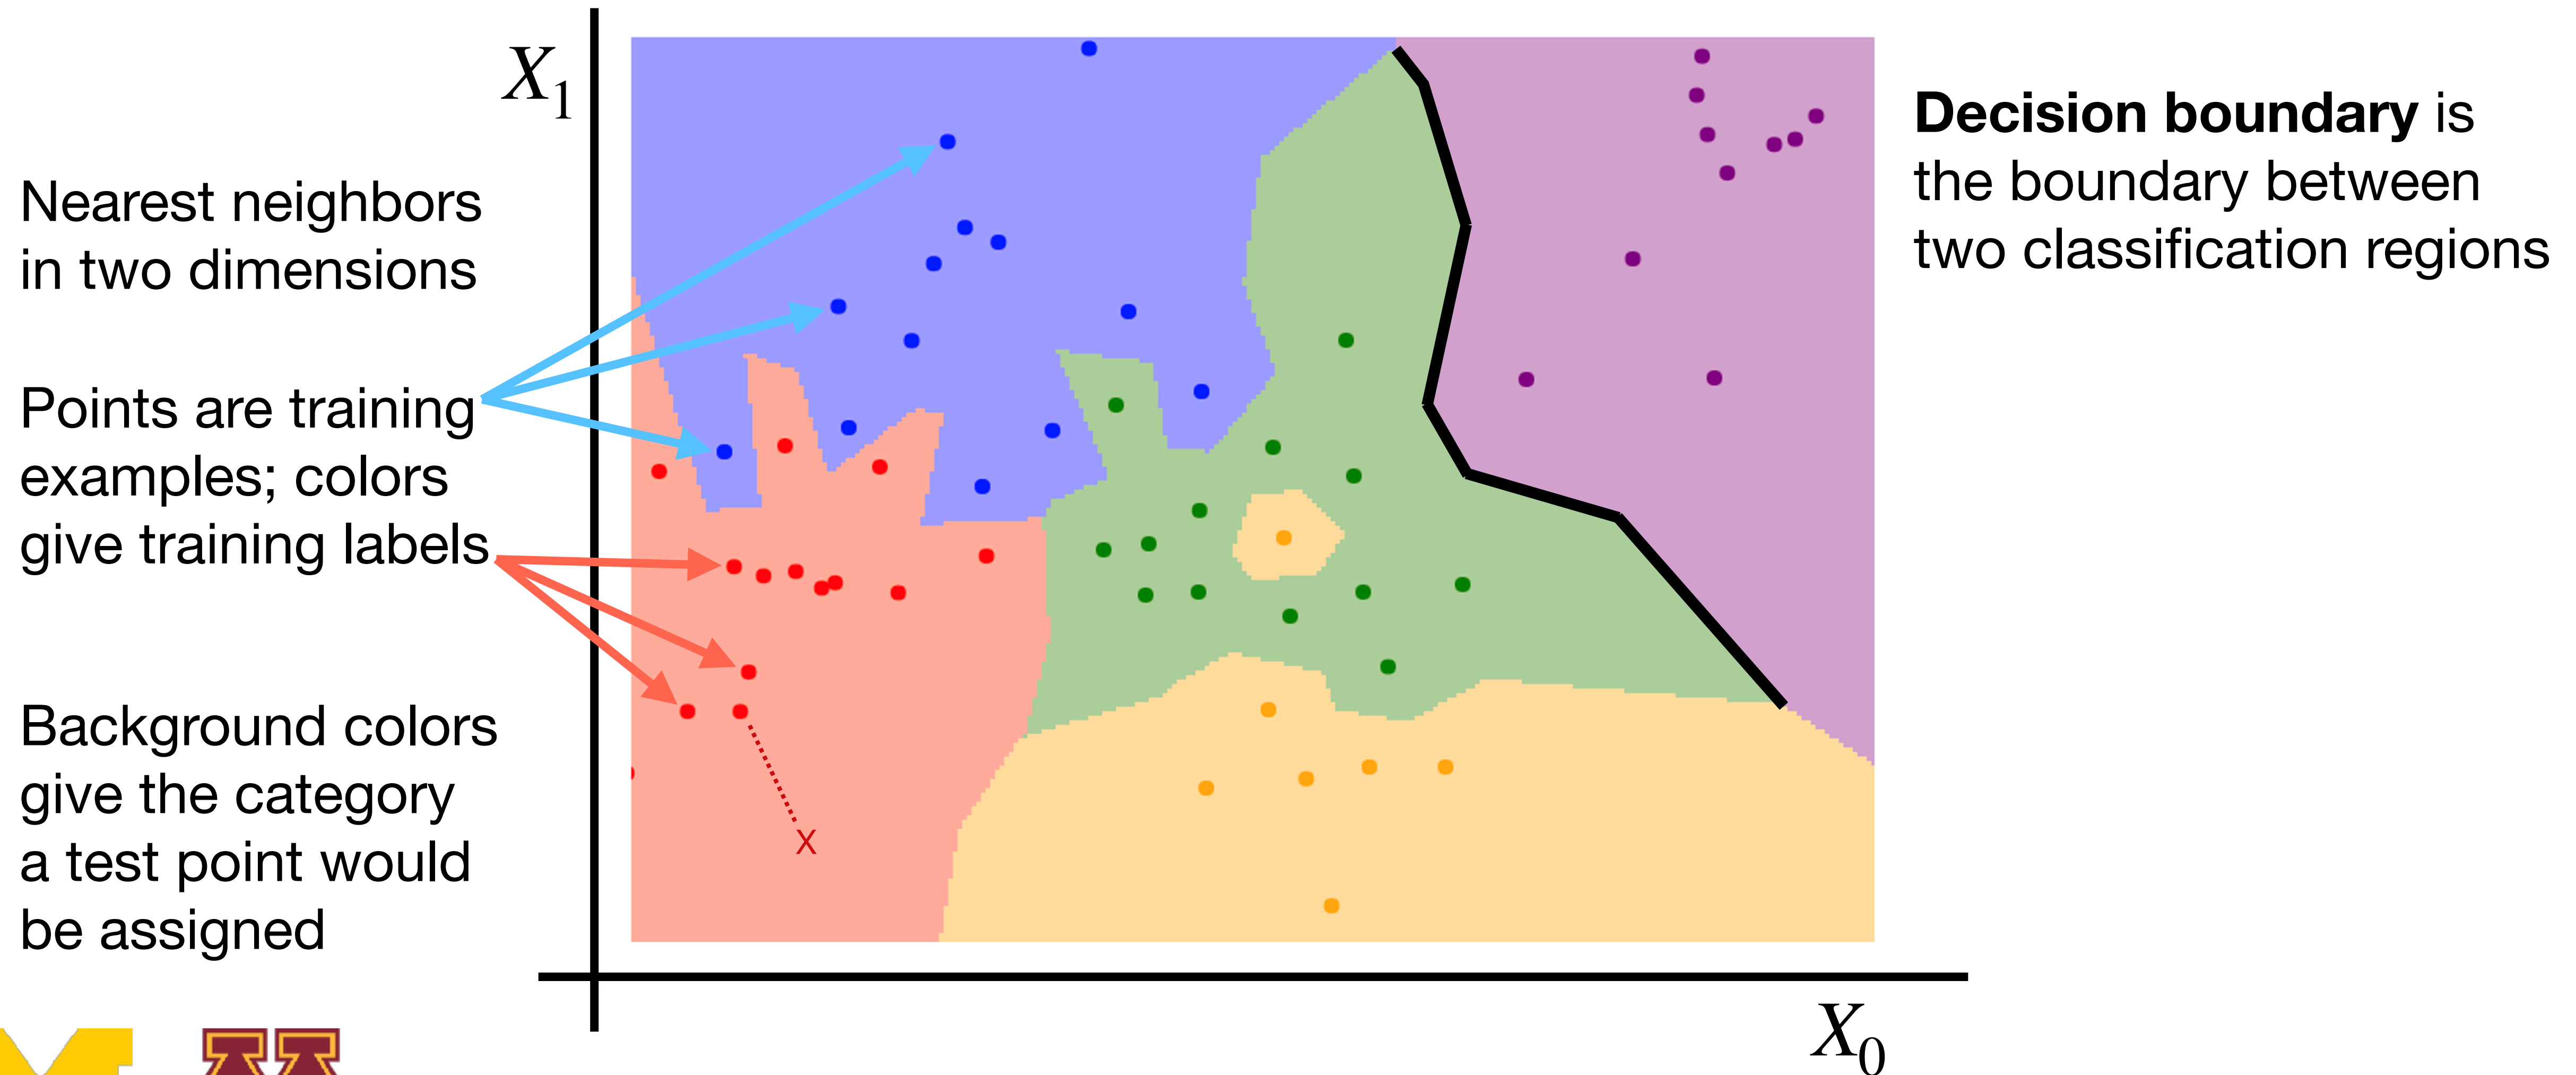 X₁
Nearest neighbors
in two dimensions
Points are training
examples; colors
give training labels
Background colors
give the category
a test point would
be assigned
X
Decision boundary is
the boundary between
two classification regions
X₀